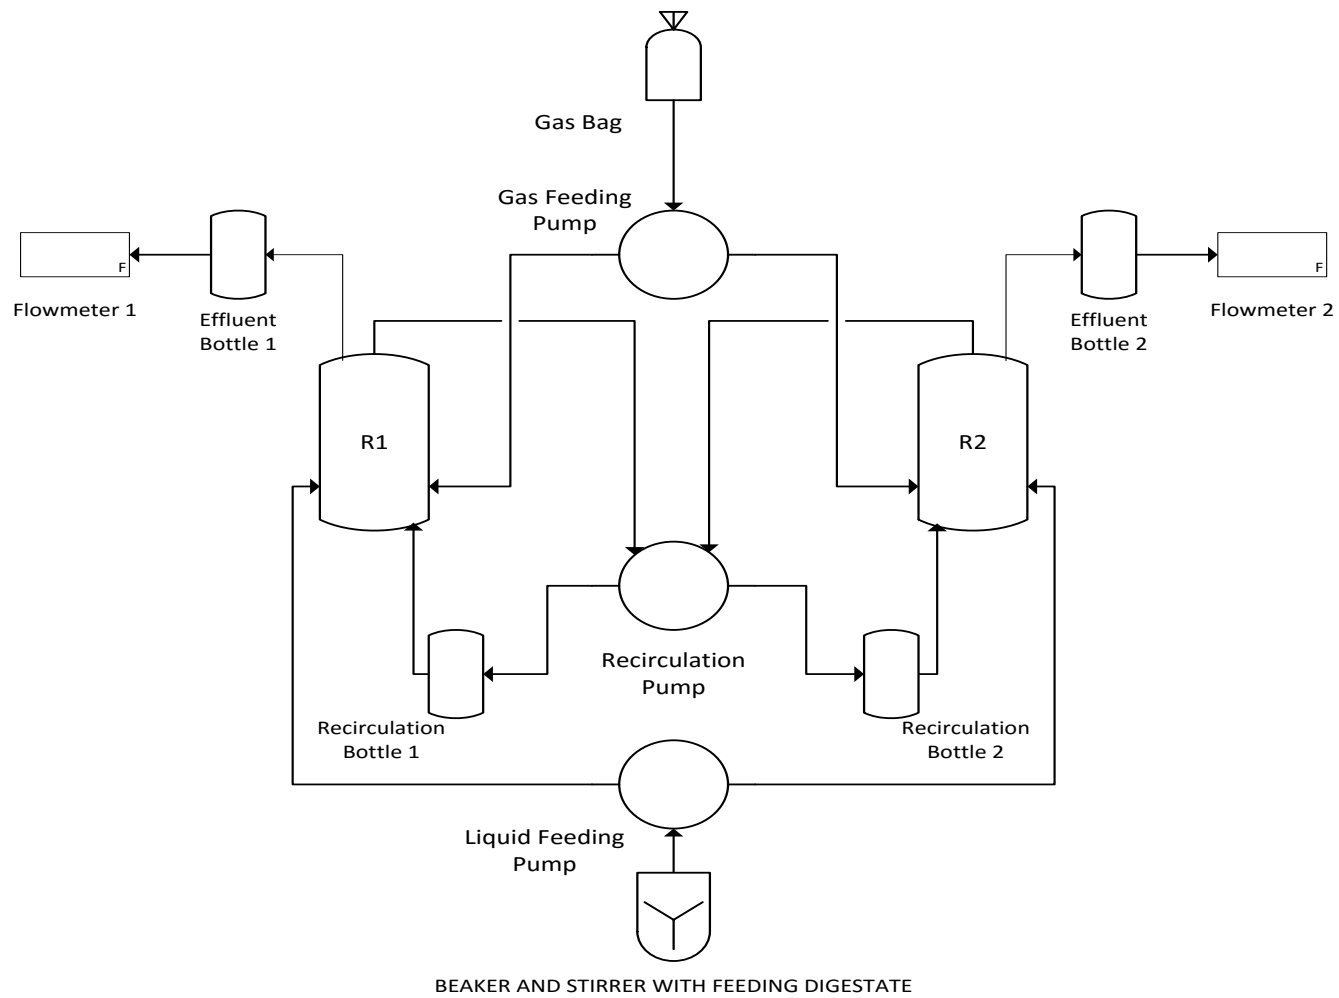 Gas Bag
Gas Feeding
Pump
F
Flowmeter 1
Effluent
Bottle 1
F
Flowmeter 2
Effluent
Bottle 2
R1
R2
Recirculation
Pump
Recirculation
Bottle 1
Recirculation
Bottle 2
Liquid Feeding
Pump
BEAKER AND STIRRER WITH FEEDING DIGESTATE